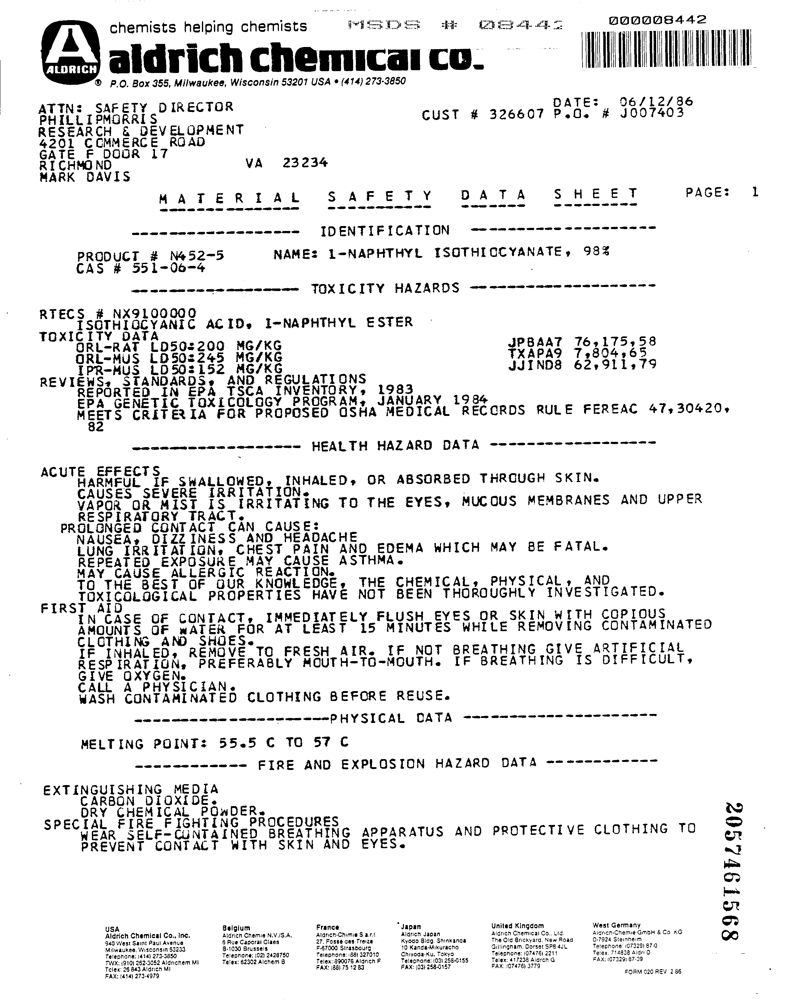 chemists helping chemists
MSDS # 08442
000008442
ALDRICH
aldrich chemical co.
P.O. Box 355, Milwaukee, Wisconsin 53201 USA • (414) 273-3850
ATTN: SAFETY DIRECTOR
DATE: 06/12/86
PHILLIPMORRIS
CUST # 326607 P.O. # J007403
RESEARCH & DEVELOPMENT
4201 COMMERCE ROAD
GATE F DOOR 17
RICHMOND VA 23234
MARK DAVIS
MATERIAL SAFETY DATA SHEET PAGE: 1
------------------ IDENTIFICATION ------------------
PRODUCT # N452-5 NAME: 1-NAPHTHYL ISOTHIOCYANATE, 98%
CAS # 551-06-4
------------------ TOXICITY HAZARDS ------------------
RTECS # NX9100000
ISOTHIOCYANIC ACID, 1-NAPHTHYL ESTER
TOXICITY DATA
ORL-RAT LD50:200 MG/KG JPBAA7 76,175,58
ORL-MUS LD50:245 MG/KG TXAPA9 7,804,65
IPR-MUS LD50:152 MG/KG JJIND8 62,911,79
REVIEWS, STANDARDS, AND REGULATIONS
REPORTED IN EPA TSCA INVENTORY, 1983
EPA GENETIC TOXICOLOGY PROGRAM, JANUARY 1984
MEETS CRITERIA FOR PROPOSED OSHA MEDICAL RECORDS RULE FEREAC 47,30420,
82
------------------ HEALTH HAZARD DATA ------------------
ACUTE EFFECTS
HARMFUL IF SWALLOWED, INHALED, OR ABSORBED THROUGH SKIN.
CAUSES SEVERE IRRITATION.
VAPOR OR MIST IS IRRITATING TO THE EYES, MUCOUS MEMBRANES AND UPPER
RESPIRATORY TRACT.
PROLONGED CONTACT CAN CAUSE:
NAUSEA, DIZZINESS AND HEADACHE
LUNG IRRITATION, CHEST PAIN AND EDEMA WHICH MAY BE FATAL.
REPEATED EXPOSURE MAY CAUSE ASTHMA.
MAY CAUSE ALLERGIC REACTION.
TO THE BEST OF OUR KNOWLEDGE, THE CHEMICAL, PHYSICAL, AND
TOXICOLOGICAL PROPERTIES HAVE NOT BEEN THOROUGHLY INVESTIGATED.
FIRST AID
IN CASE OF CONTACT, IMMEDIATELY FLUSH EYES OR SKIN WITH COPIOUS
AMOUNTS OF WATER FOR AT LEAST 15 MINUTES WHILE REMOVING CONTAMINATED
CLOTHING AND SHOES.
IF INHALED, REMOVE TO FRESH AIR. IF NOT BREATHING GIVE ARTIFICIAL
RESPIRATION, PREFERABLY MOUTH-TO-MOUTH. IF BREATHING IS DIFFICULT,
GIVE OXYGEN.
CALL A PHYSICIAN.
WASH CONTAMINATED CLOTHING BEFORE REUSE.
------------------PHYSICAL DATA ------------------
MELTING POINT: 55.5 C TO 57 C
------------ FIRE AND EXPLOSION HAZARD DATA ------------
EXTINGUISHING MEDIA
CARBON DIOXIDE.
DRY CHEMICAL POWDER.
SPECIAL FIRE FIGHTING PROCEDURES
WEAR SELF-CONTAINED BREATHING APPARATUS AND PROTECTIVE CLOTHING TO
PREVENT CONTACT WITH SKIN AND EYES.
2057461568
USA
Aldrich Chemical Co., Inc.
940 West Saint Paul Avenue
Milwaukee, Wisconsin 53233
Telephone: (414) 273-3850
TWX: (910) 262-3052 Aldrichem MI
Telex: 26 843 Aldrich MI
FAX: (414) 273-4979
Belgium
Aldrich Chemie N.V./S.A.
6 Rue Caporal Claes
B-1030 Brussels
Telephone: (02) 2428750
Telex: 62302 Alchem B
France
Aldrich-Chimie S.a.r.l
27, Fosse des Treize
F-67000 Strasbourg
Telephone: (88) 327010
Telex: 890076 Aldrich F
FAX: (88) 75 12 83
Japan
Aldrich Japan
Kyodo Bldg. Shinkanda
10 Kanda-Mikuracho
Chiyoda-Ku, Tokyo
Telephone: (03) 258-0155
FAX: (03) 258-0157
United Kingdom
Aldrich Chemical Co., Ltd.
The Old Brickyard, New Road
Gillingham, Dorset SP8 4JL
Telephone: (07476) 2211
Telex: 417238 Aldrich G
FAX: (07476) 3779
West Germany
Aldrich-Chemie GmbH & Co. KG
D-7924 Steinheim
Telephone: (07329) 87-0
Telex: 714838 Aldri D
FAX: (07329) 87-39
FORM 020 REV 2 86